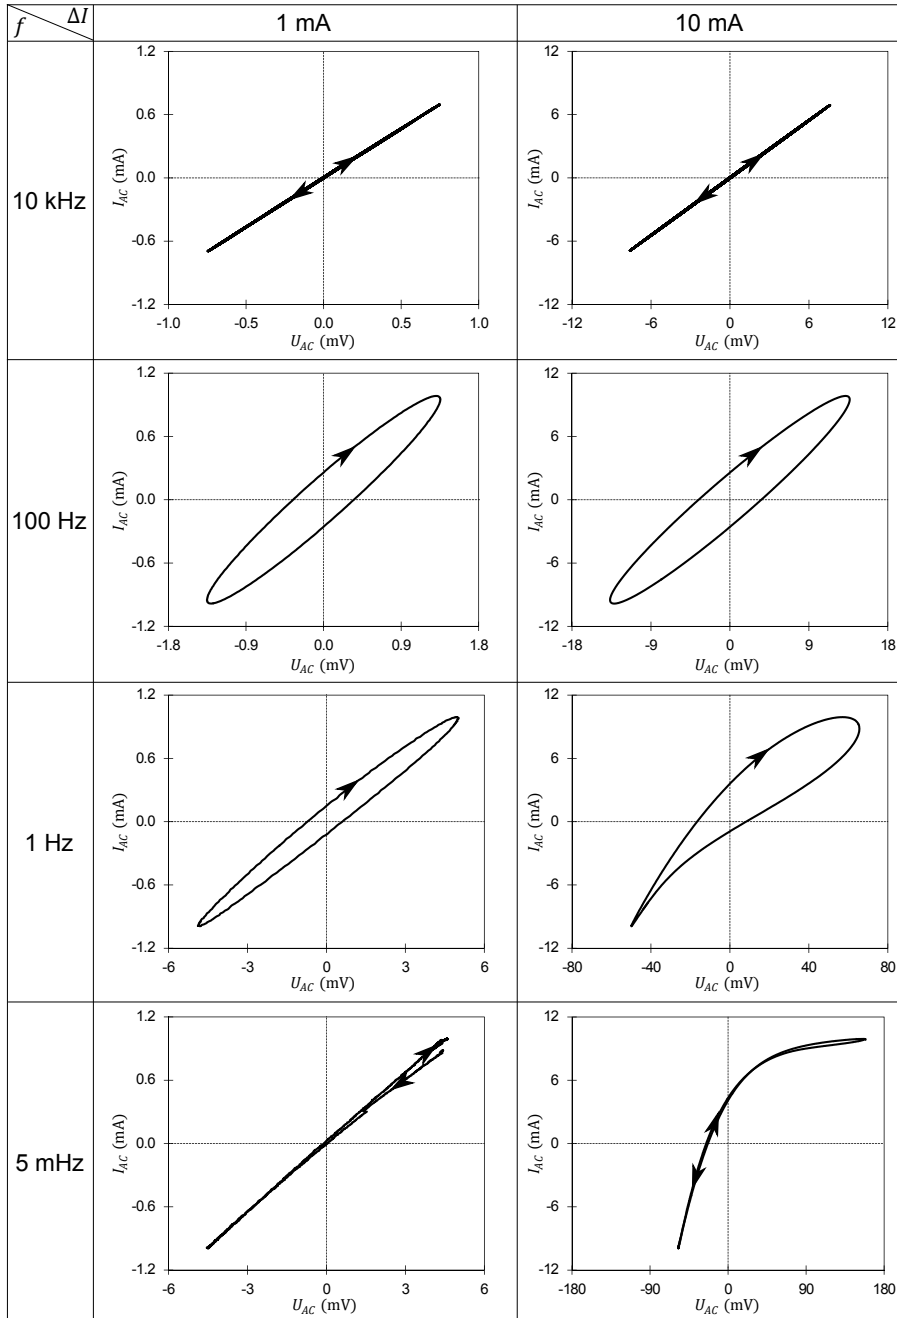 f ΔI 1 mA 10 mA
10 kHz
I_AC (mA)
1.2
0.6
0.0
-0.6
-1.2
-1.0 -0.5 0.0 0.5 1.0
U_AC (mV)
I_AC (mA)
12
6
0
-6
-12
-12 -6 0 6 12
U_AC (mV)
100 Hz
I_AC (mA)
1.2
0.6
0.0
-0.6
-1.2
-1.8 -0.9 0.0 0.9 1.8
U_AC (mV)
I_AC (mA)
12
6
0
-6
-12
-18 -9 0 9 18
U_AC (mV)
1 Hz
I_AC (mA)
1.2
0.6
0.0
-0.6
-1.2
-6 -3 0 3 6
U_AC (mV)
I_AC (mA)
12
6
0
-6
-12
-80 -40 0 40 80
U_AC (mV)
5 mHz
I_AC (mA)
1.2
0.6
0.0
-0.6
-1.2
-6 -3 0 3 6
U_AC (mV)
I_AC (mA)
12
6
0
-6
-12
-180 -90 0 90 180
U_AC (mV)